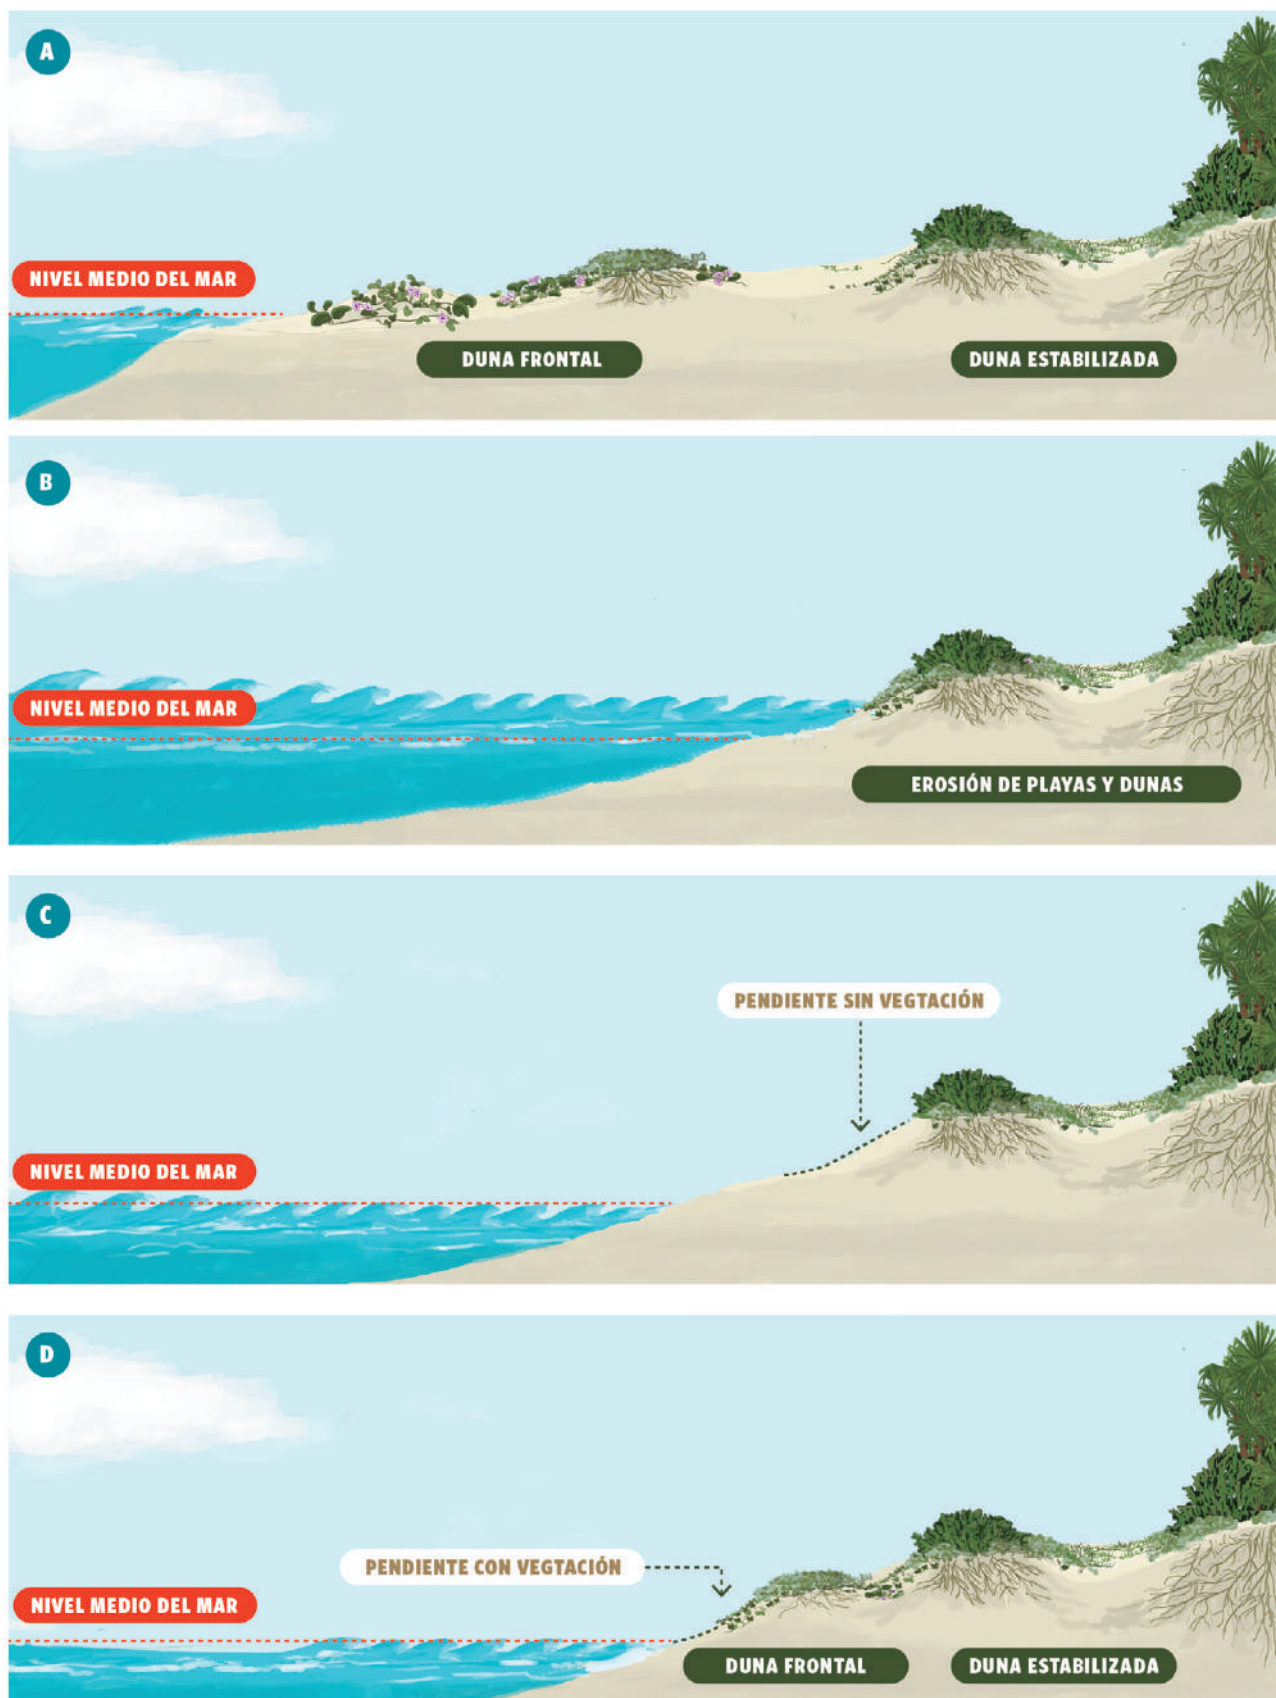 A
NIVEL MEDIO DEL MAR
DUNA FRONTAL
DUNA ESTABILIZADA
B
NIVEL MEDIO DEL MAR
EROSIÓN DE PLAYAS Y DUNAS
C
PENDIENTE SIN VEGTACIÓN
NIVEL MEDIO DEL MAR
D
PENDIENTE CON VEGTACIÓN
NIVEL MEDIO DEL MAR
DUNA FRONTAL
DUNA ESTABILIZADA